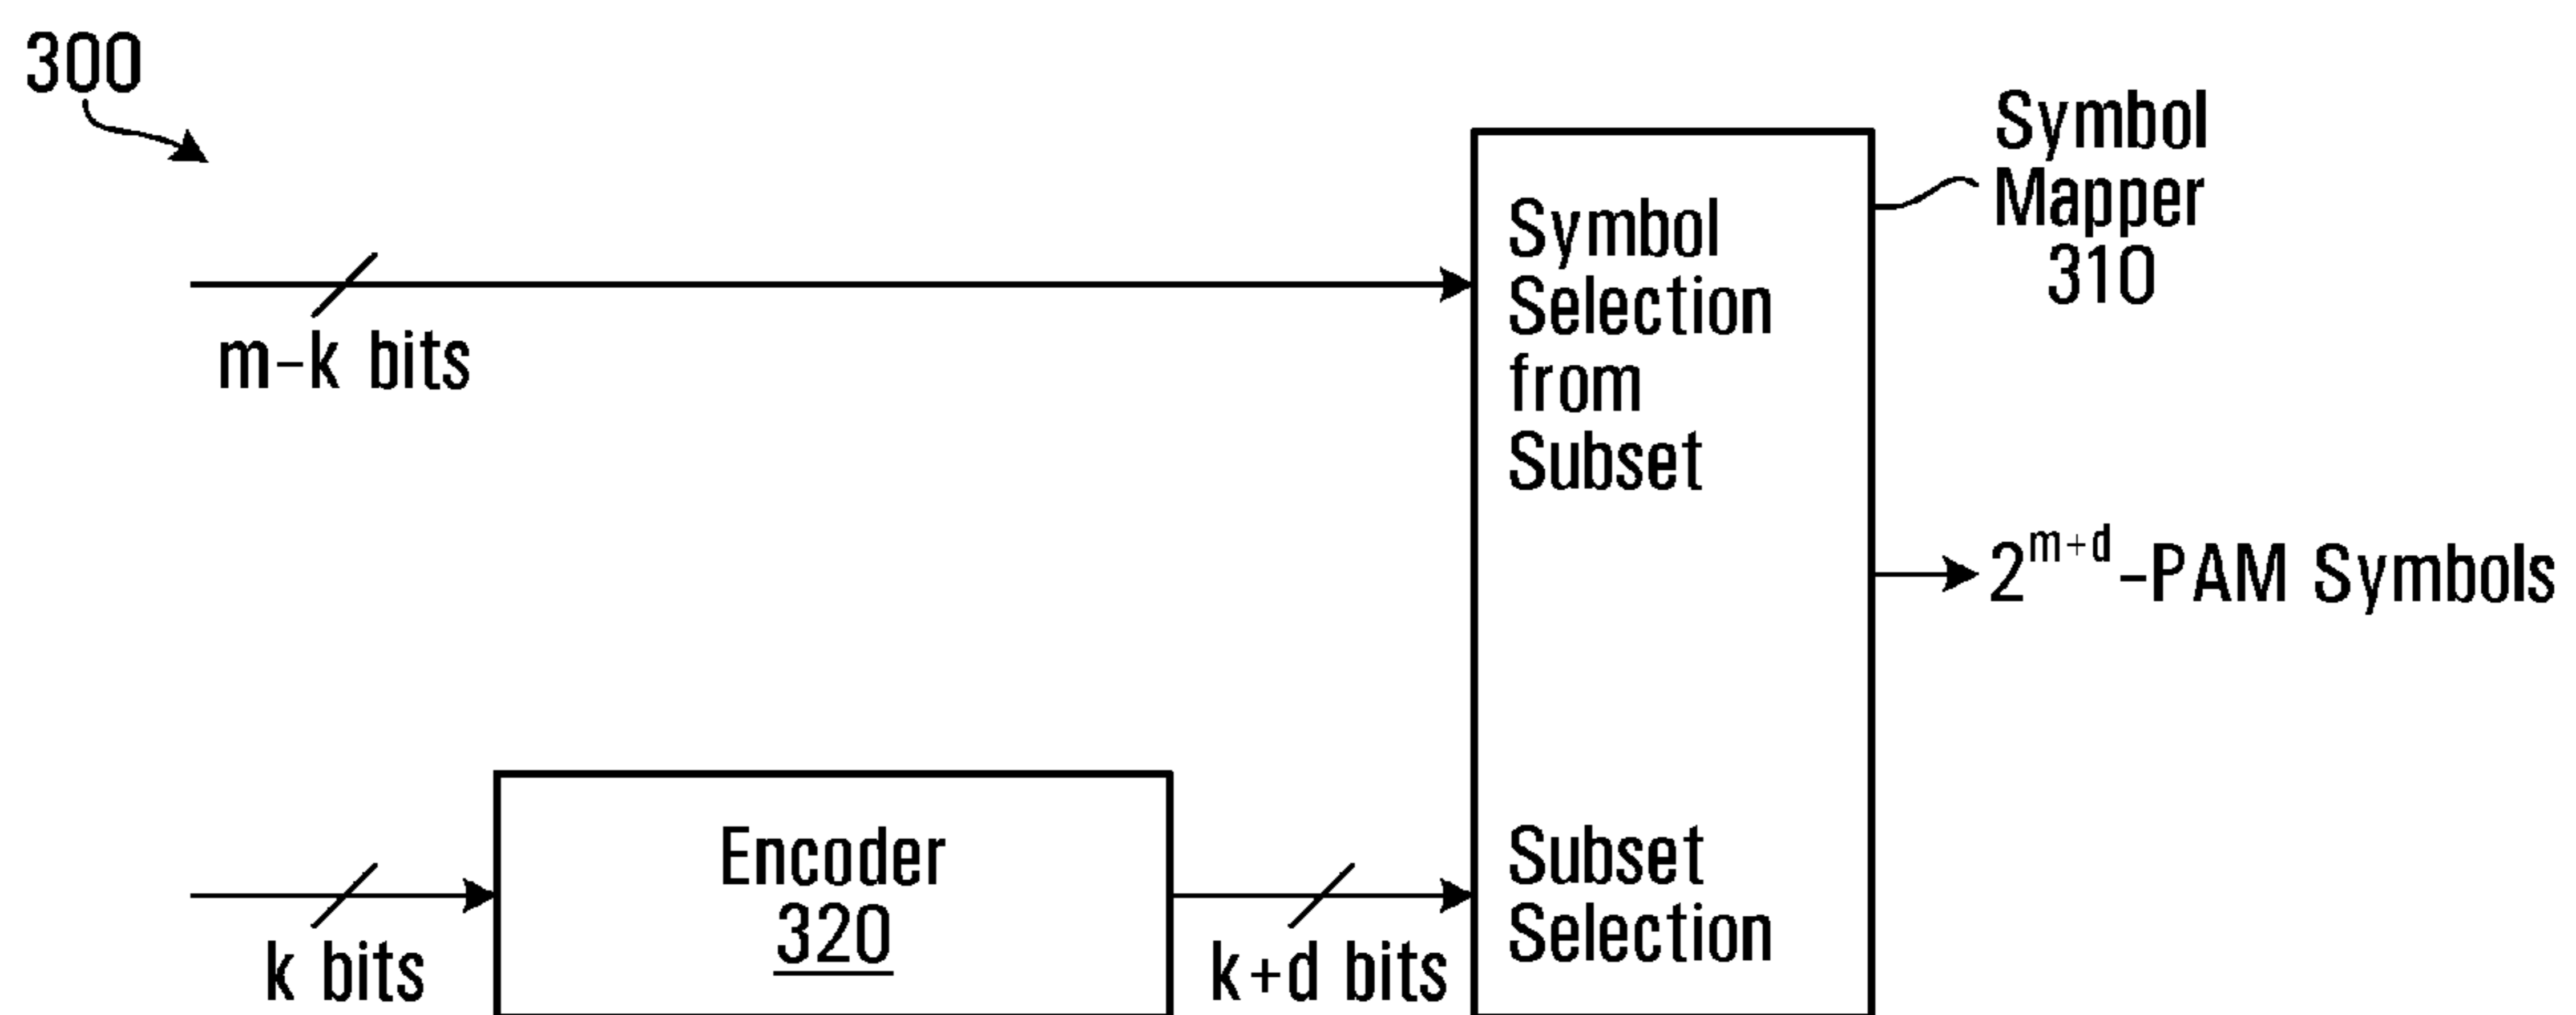 300
Symbol
Mapper
310
Symbol
Selection
from
Subset
m-k bits
2^{m+d}-PAM Symbols
Encoder
320
Subset
Selection
k bits
k+d bits